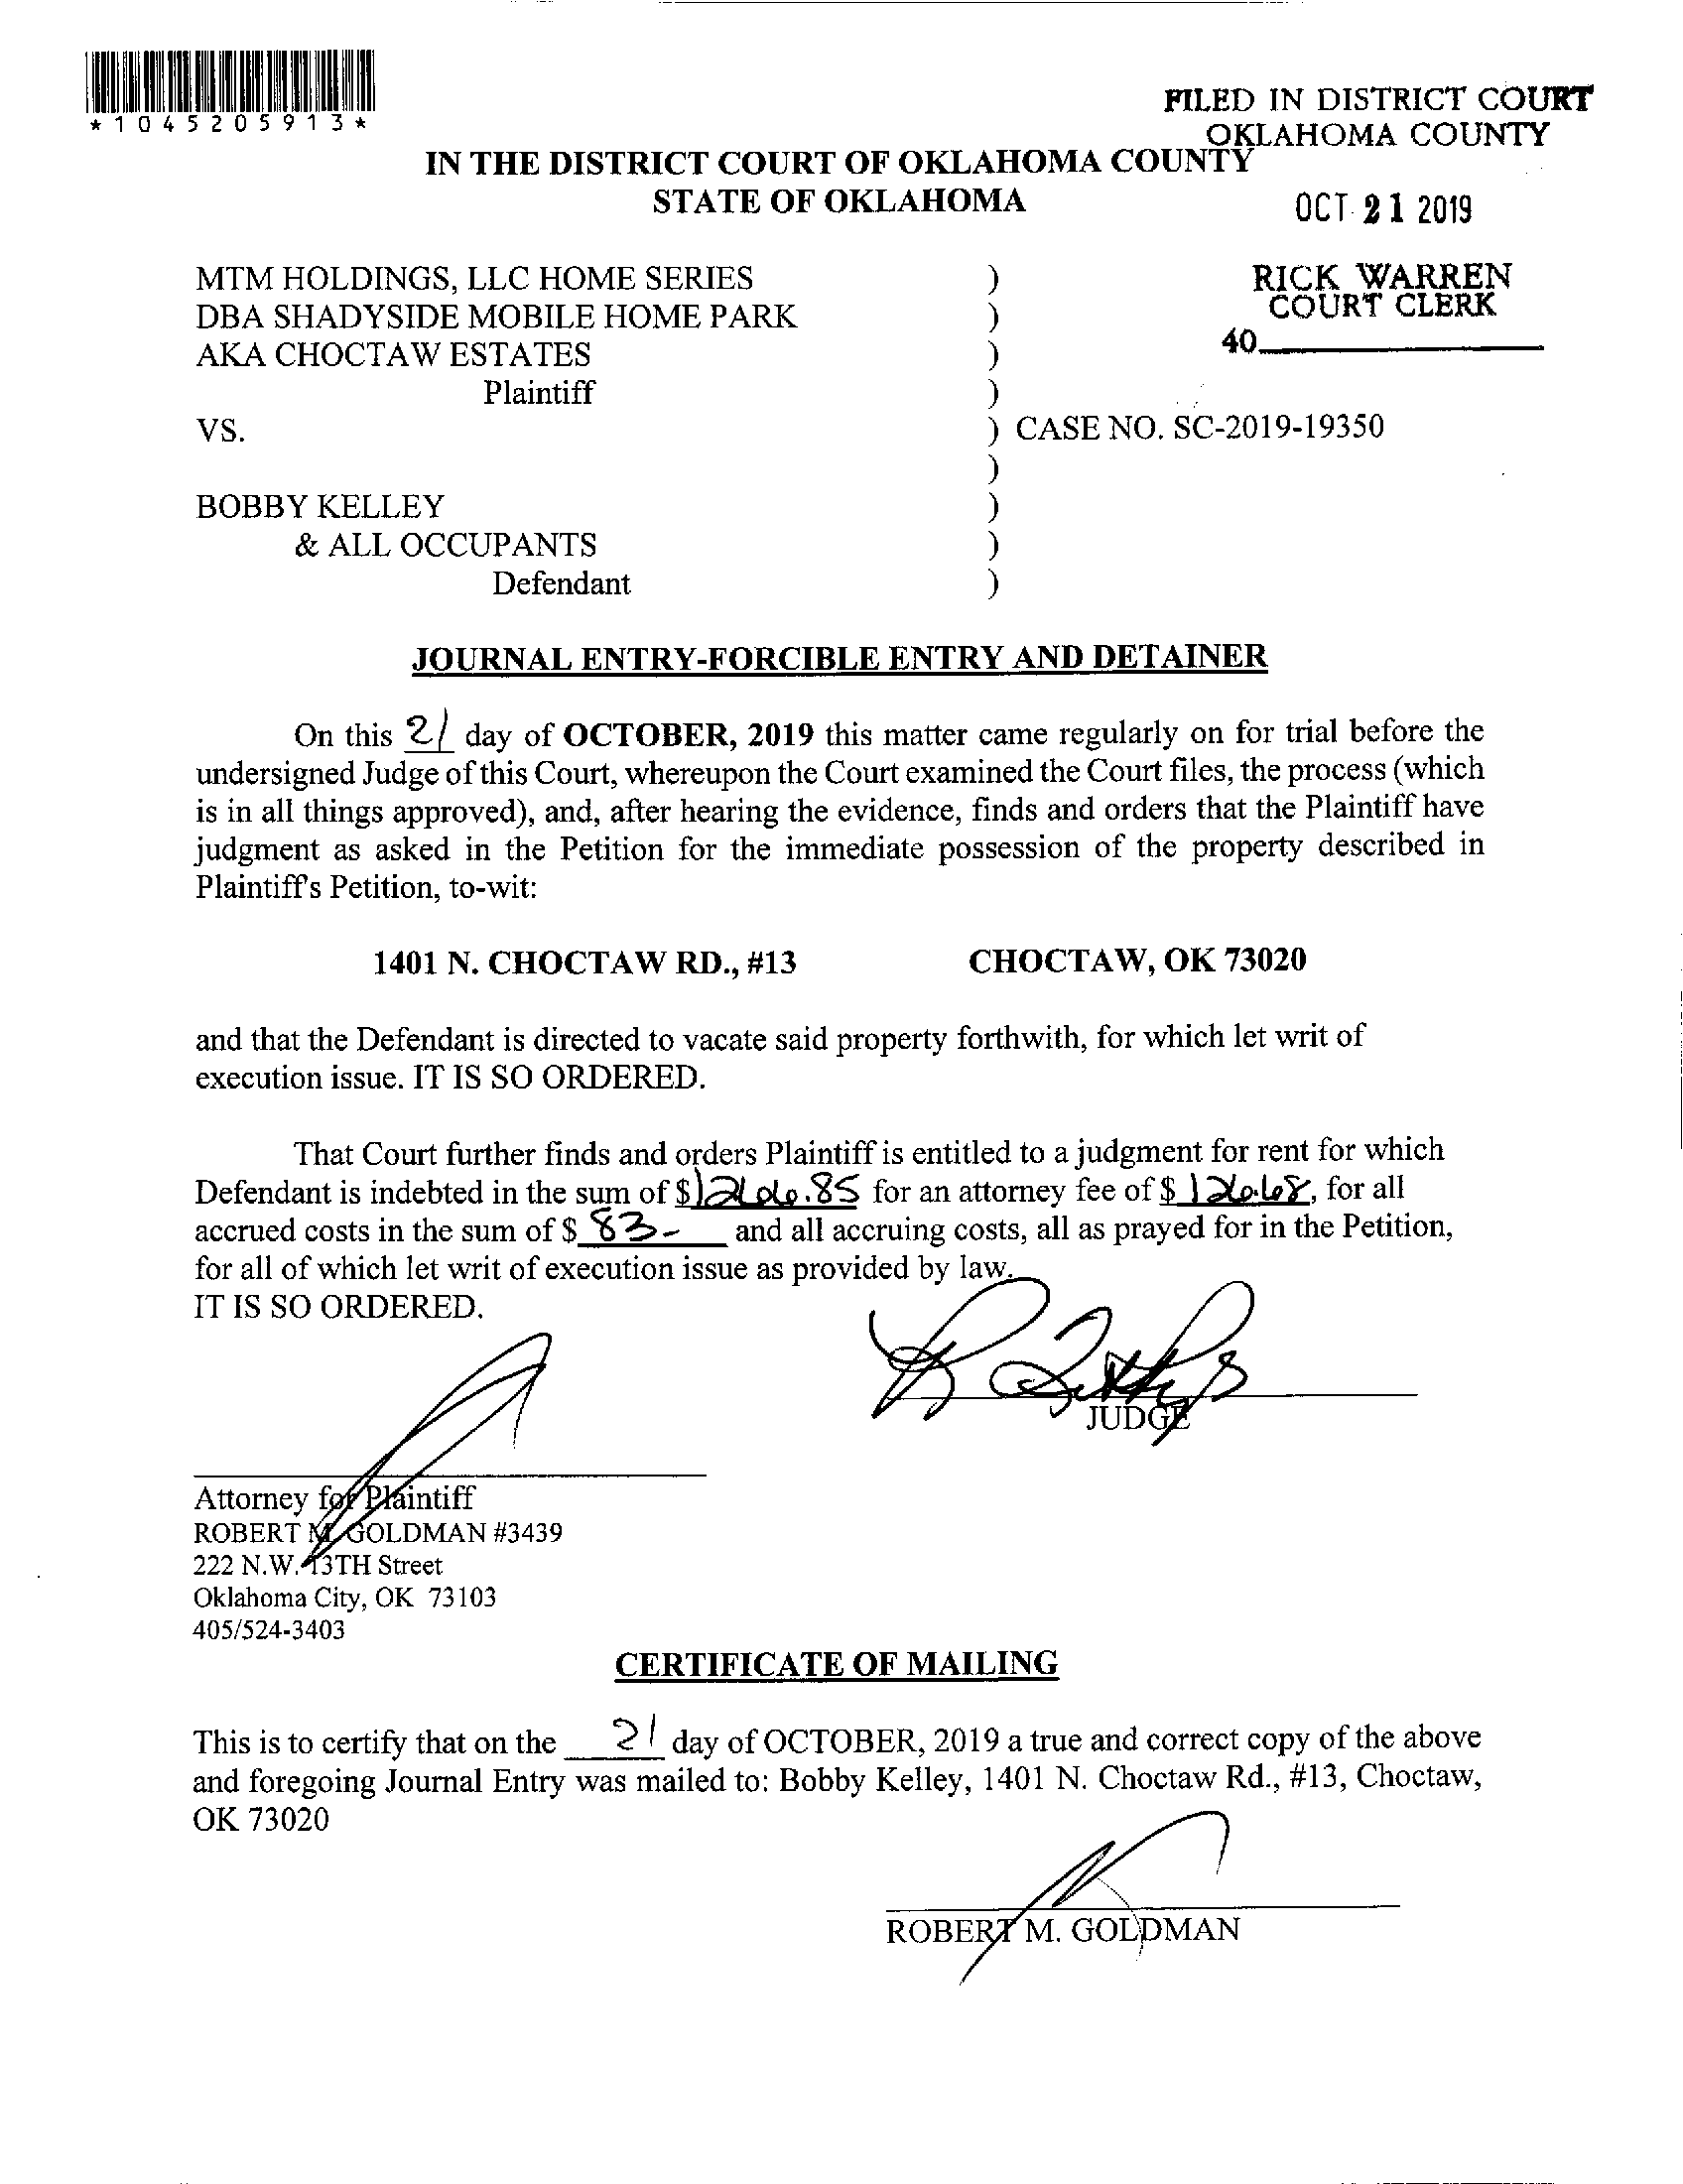 *1045205913*
FILED IN DISTRICT COURT
OKLAHOMA COUNTY
IN THE DISTRICT COURT OF OKLAHOMA COUNTY
STATE OF OKLAHOMA
OCT 21 2019
RICK WARREN
COURT CLERK
40
MTM HOLDINGS, LLC HOME SERIES )
DBA SHADYSIDE MOBILE HOME PARK )
AKA CHOCTAW ESTATES )
Plaintiff )
VS. ) CASE NO. SC-2019-19350
)
BOBBY KELLEY )
& ALL OCCUPANTS )
Defendant )
JOURNAL ENTRY-FORCIBLE ENTRY AND DETAINER
On this 21 day of OCTOBER, 2019 this matter came regularly on for trial before the
undersigned Judge of this Court, whereupon the Court examined the Court files, the process (which
is in all things approved), and, after hearing the evidence, finds and orders that the Plaintiff have
judgment as asked in the Petition for the immediate possession of the property described in
Plaintiff's Petition, to-wit:
1401 N. CHOCTAW RD., #13 CHOCTAW, OK 73020
and that the Defendant is directed to vacate said property forthwith, for which let writ of
execution issue. IT IS SO ORDERED.
That Court further finds and orders Plaintiff is entitled to a judgment for rent for which
Defendant is indebted in the sum of $1266.85 for an attorney fee of $ 126.68, for all
accrued costs in the sum of $ 83- and all accruing costs, all as prayed for in the Petition,
for all of which let writ of execution issue as provided by law.
IT IS SO ORDERED.
JUDGE
Attorney for Plaintiff
ROBERT M. GOLDMAN #3439
222 N.W. 13TH Street
Oklahoma City, OK 73103
405/524-3403
CERTIFICATE OF MAILING
This is to certify that on the 21 day of OCTOBER, 2019 a true and correct copy of the above
and foregoing Journal Entry was mailed to: Bobby Kelley, 1401 N. Choctaw Rd., #13, Choctaw,
OK 73020
ROBERT M. GOLDMAN